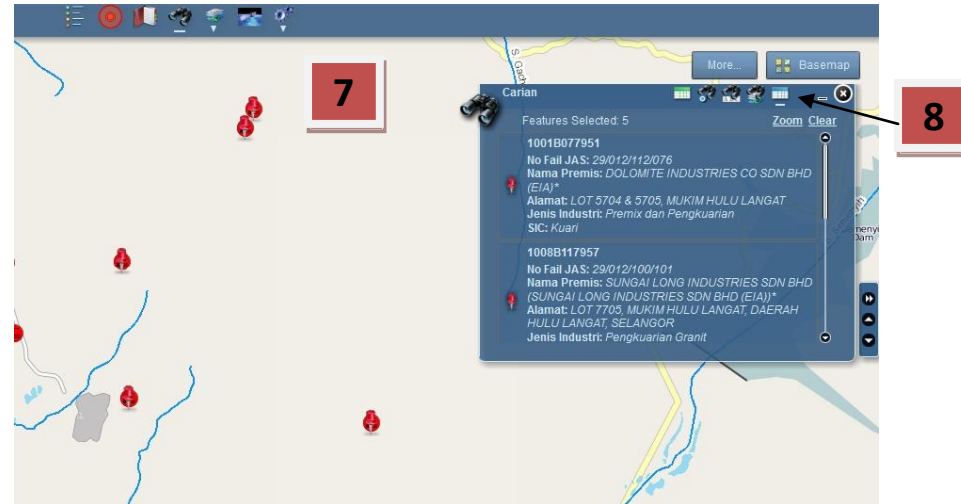 S. Gach
7
More...
Basemap
Carian
8
Features Selected: 5
Zoom Clear
1001B077951
No Fail JAS: 29/012/112/076
Nama Premis: DOLOMITE INDUSTRIES CO SDN BHD
(EIA)*
Alamat: LOT 5704 & 5705, MUKIM HULU LANGAT
Jenis Industri: Premix dan Pengkuarian
SIC: Kuari
1008B117957
No Fail JAS: 29/012/100/101
Nama Premis: SUNGAI LONG INDUSTRIES SDN BHD
(SUNGAI LONG INDUSTRIES SDN BHD (EIA))*
Alamat: LOT 7705, MUKIM HULU LANGAT, DAERAH
HULU LANGAT, SELANGOR
Jenis Industri: Pengkuarian Granit
Dam